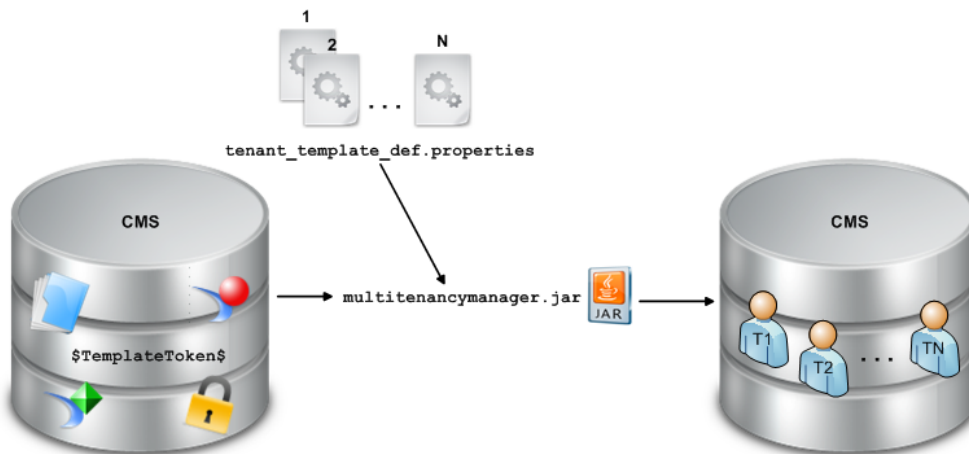 1
2
N
. . .
tenant_template_def.properties
CMS
CMS
multitenancymanager.jar
JAR
$TemplateToken$
T1
T2
. . .
TN